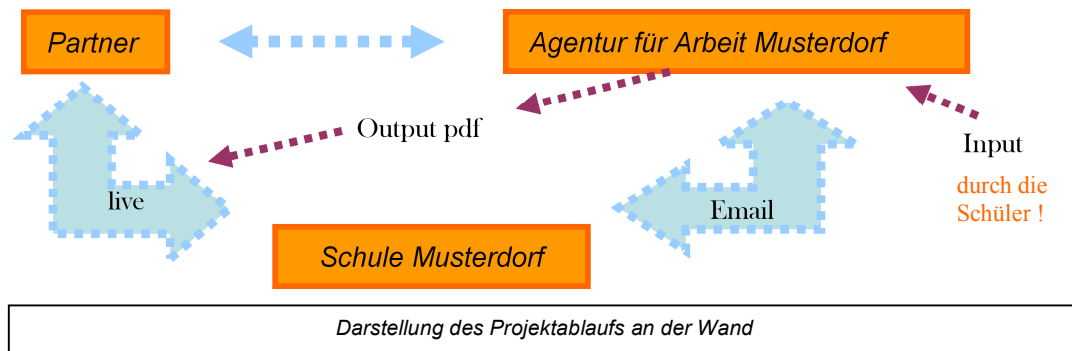 Partner
Agentur für Arbeit Musterdorf
Output pdf
Input
durch die
Schüler !
live
Email
Schule Musterdorf
Darstellung des Projektablaufs an der Wand